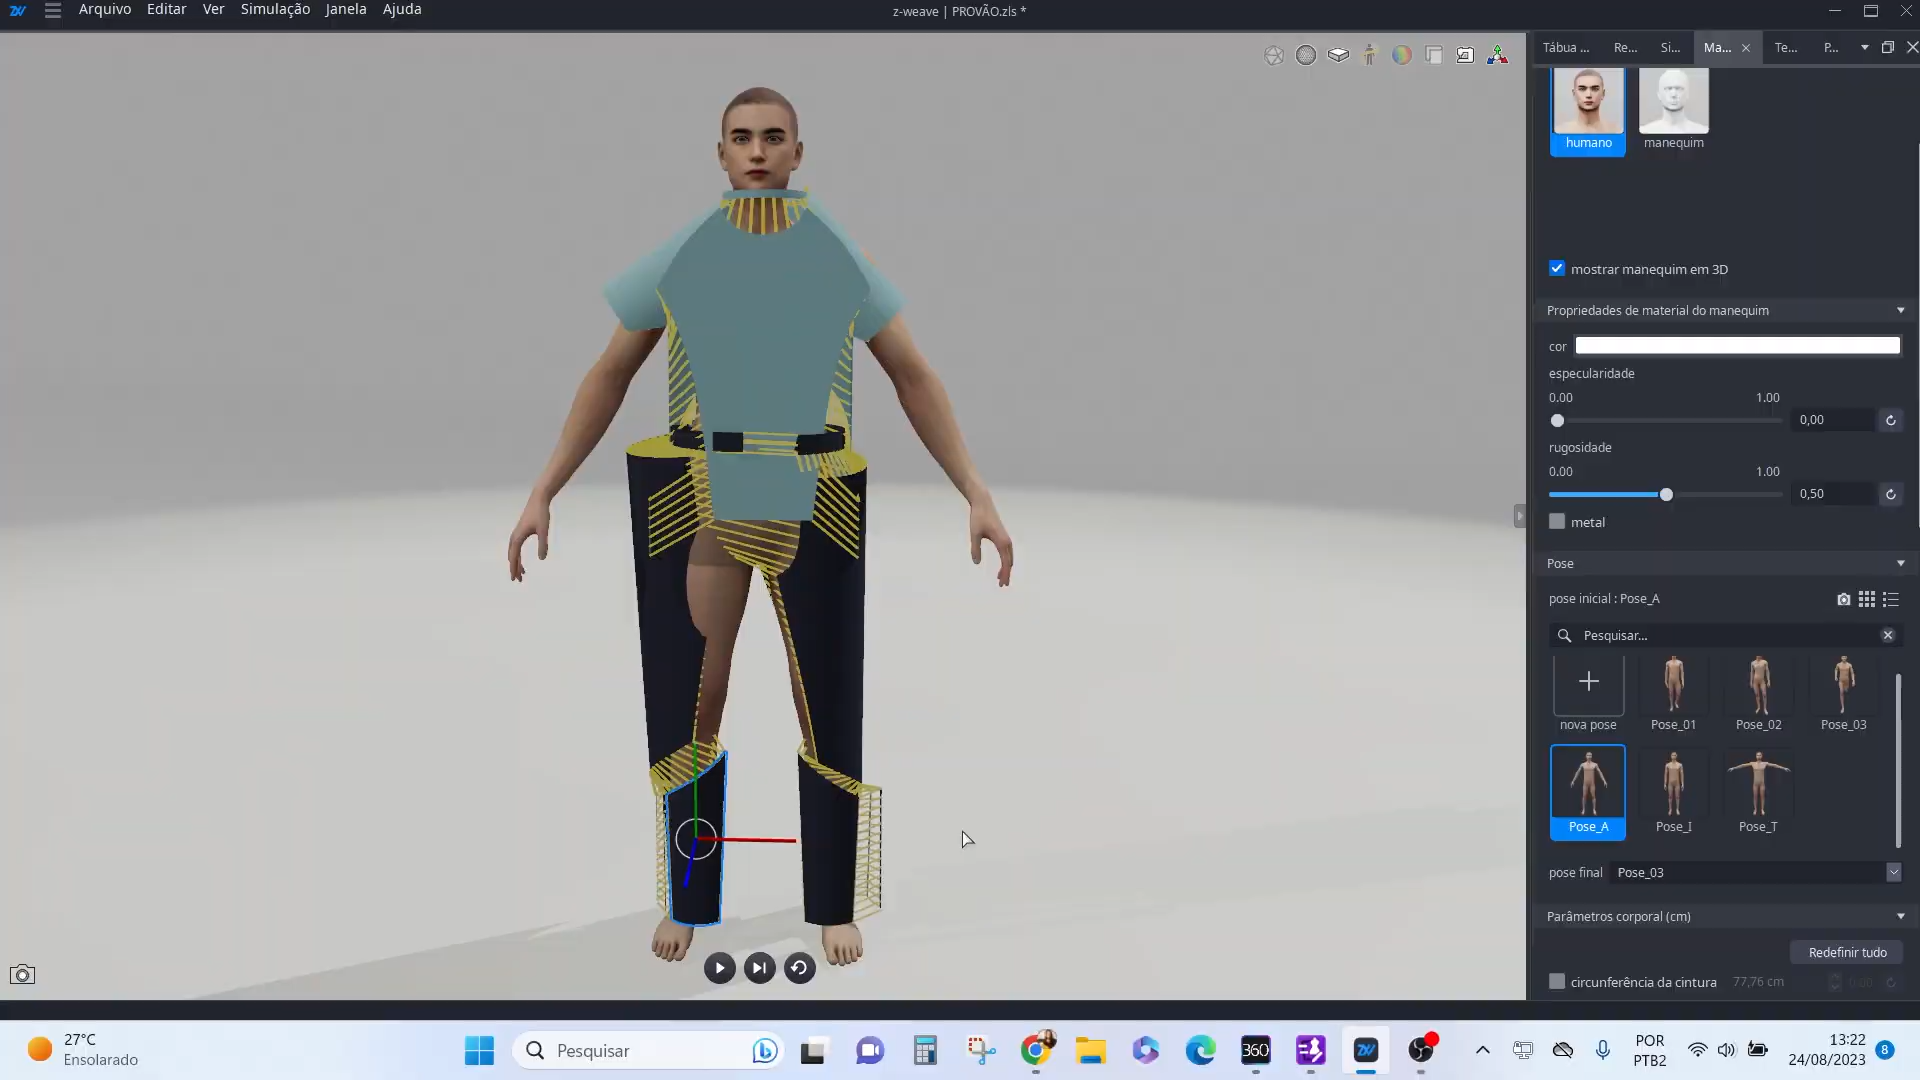 Arquivo Editar Ver Simulação Janela Ajuda
z-weave | PROVÃO.zls *
Tábua ... Re... Si... Ma... Te... P...
humano manequim
mostrar manequim em 3D
Propriedades de material do manequim
cor
especularidade
0.00 1.00
0,00
rugosidade
0.00 1.00
0,50
metal
Pose
pose inicial : Pose_A
Pesquisar...
nova pose Pose_01 Pose_02 Pose_03
Pose_A Pose_I Pose_T
pose final Pose_03
Parâmetros corporal (cm)
Redefinir tudo
circunferência da cintura 77,76 cm 0,00
27°C
Ensolarado
Pesquisar
360
POR
PTB2
13:22
24/08/2023
8